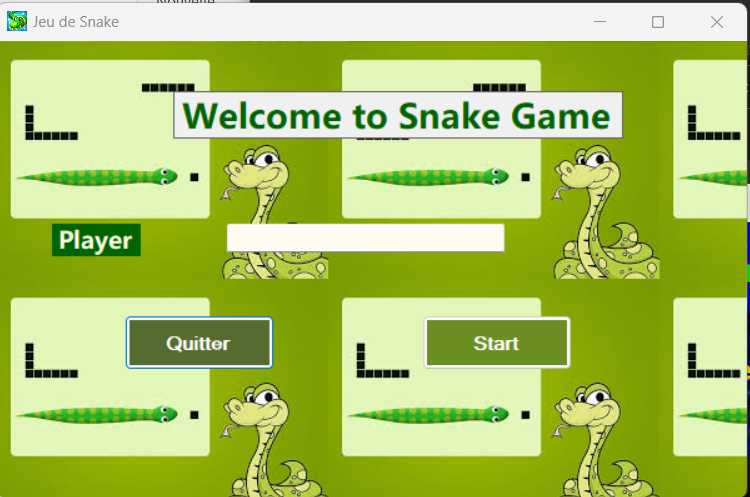 Jeu de Snake
Welcome to Snake Game
Player
Quitter
Start